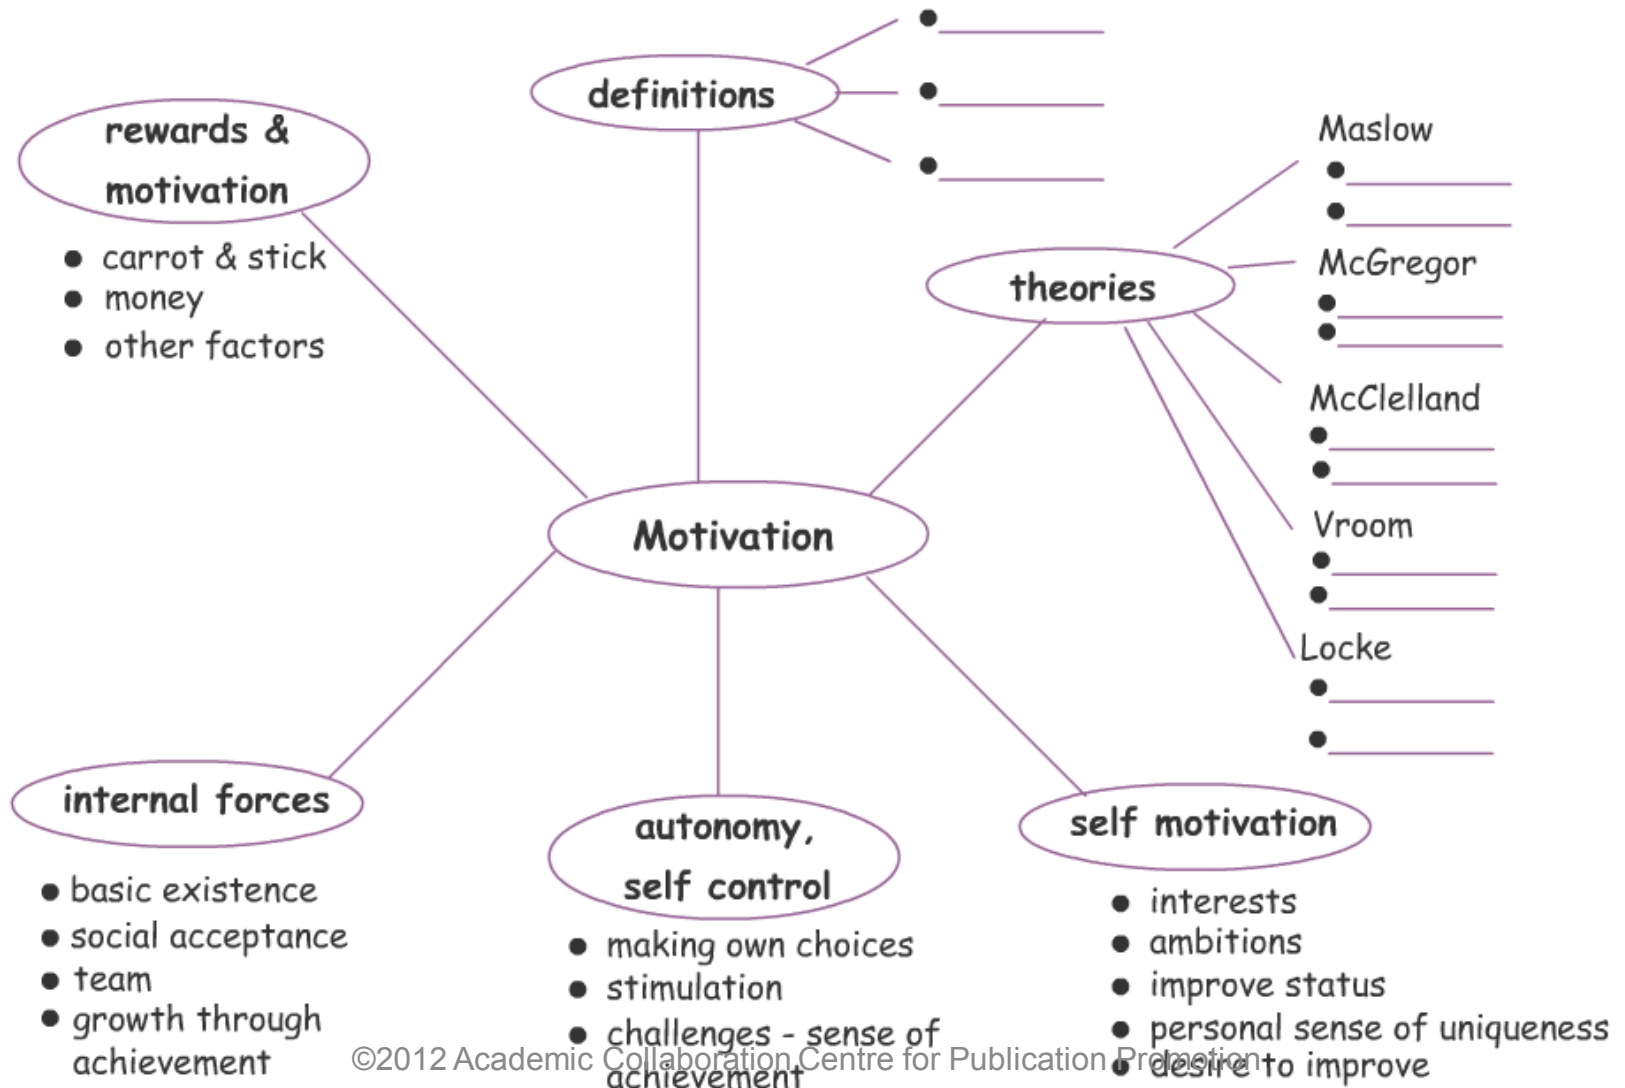 definitions
rewards &
motivation
carrot & stick
money
other factors
theories
Maslow
McGregor
McClelland
Vroom
Locke
Motivation
internal forces
basic existence
social acceptance
team
growth through
achievement
autonomy,
self control
making own choices
stimulation
challenges - sense of
achievement
self motivation
interests
ambitions
improve status
personal sense of uniqueness
desire to improve
©2012 Academic Collaboration Centre for Publication Promotion